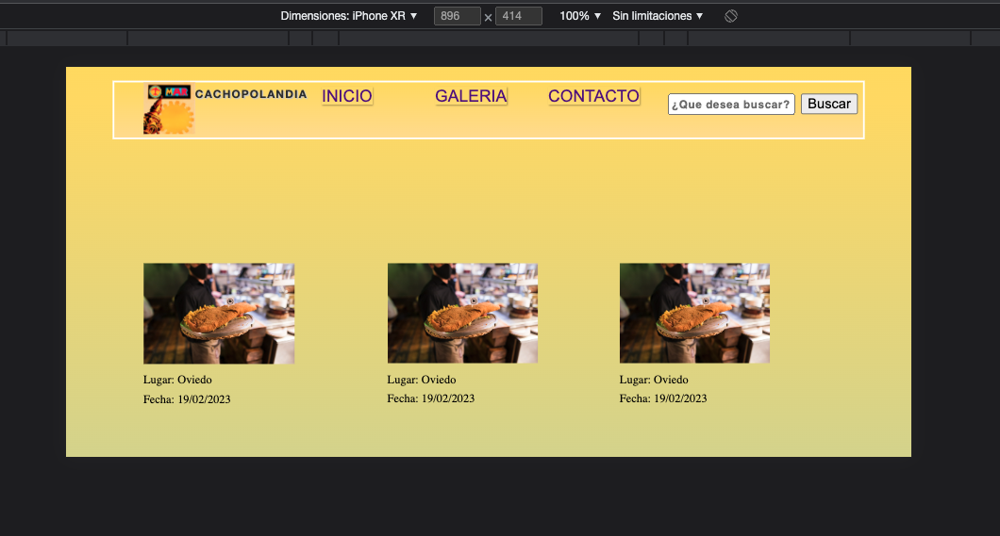 Dimensiones: iPhone XR ▼ 896 × 414 100% ▼ Sin limitaciones ▼
MAR CACHOPOLANDIA INICIO GALERIA CONTACTO ¿Que desea buscar? Buscar
Lugar: Oviedo Lugar: Oviedo Lugar: Oviedo
Fecha: 19/02/2023 Fecha: 19/02/2023 Fecha: 19/02/2023